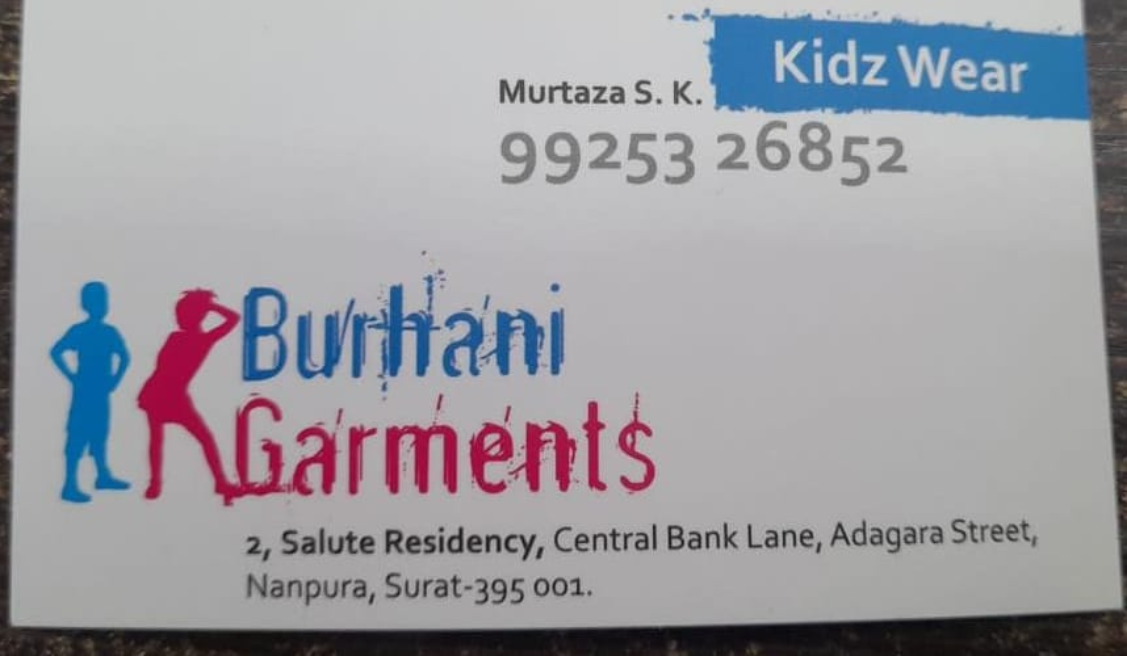 Kidz Wear
Murtaza S. K.
99253 26852
Burhani
Garments
2, Salute Residency, Central Bank Lane, Adagara Street,
Nanpura, Surat-395 001.